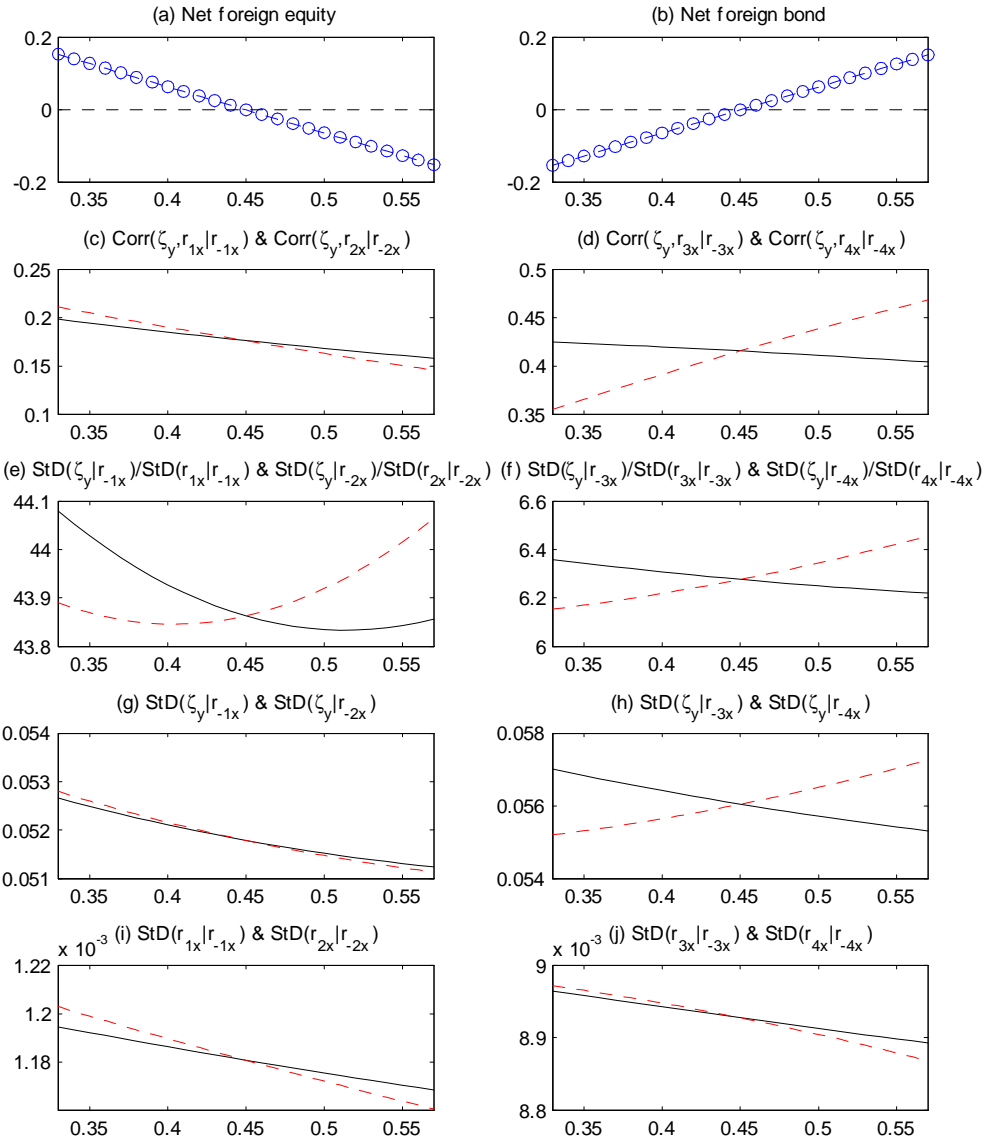 (a) Net foreign equity
0.2
0
-0.2
0.35 0.4 0.45 0.5 0.55
(b) Net foreign bond
0.2
0
-0.2
0.35 0.4 0.45 0.5 0.55
(c) Corr(ζy,r1x|r-1x) & Corr(ζy,r2x|r-2x)
0.25
0.2
0.15
0.1
0.35 0.4 0.45 0.5 0.55
(d) Corr(ζy,r3x|r-3x) & Corr(ζy,r4x|r-4x)
0.5
0.45
0.4
0.35
0.35 0.4 0.45 0.5 0.55
(e) StD(ζy|r-1x)/StD(r1x|r-1x) & StD(ζy|r-2x)/StD(r2x|r-2x)
44.1
44
43.9
43.8
0.35 0.4 0.45 0.5 0.55
(f) StD(ζy|r-3x)/StD(r3x|r-3x) & StD(ζy|r-4x)/StD(r4x|r-4x)
6.6
6.4
6.2
6
0.35 0.4 0.45 0.5 0.55
(g) StD(ζy|r-1x) & StD(ζy|r-2x)
0.054
0.053
0.052
0.051
0.35 0.4 0.45 0.5 0.55
(h) StD(ζy|r-3x) & StD(ζy|r-4x)
0.058
0.056
0.054
0.35 0.4 0.45 0.5 0.55
x 10-3 (i) StD(r1x|r-1x) & StD(r2x|r-2x)
1.22
1.2
1.18
0.35 0.4 0.45 0.5 0.55
x 10-3 (j) StD(r3x|r-3x) & StD(r4x|r-4x)
9
8.9
8.8
0.35 0.4 0.45 0.5 0.55